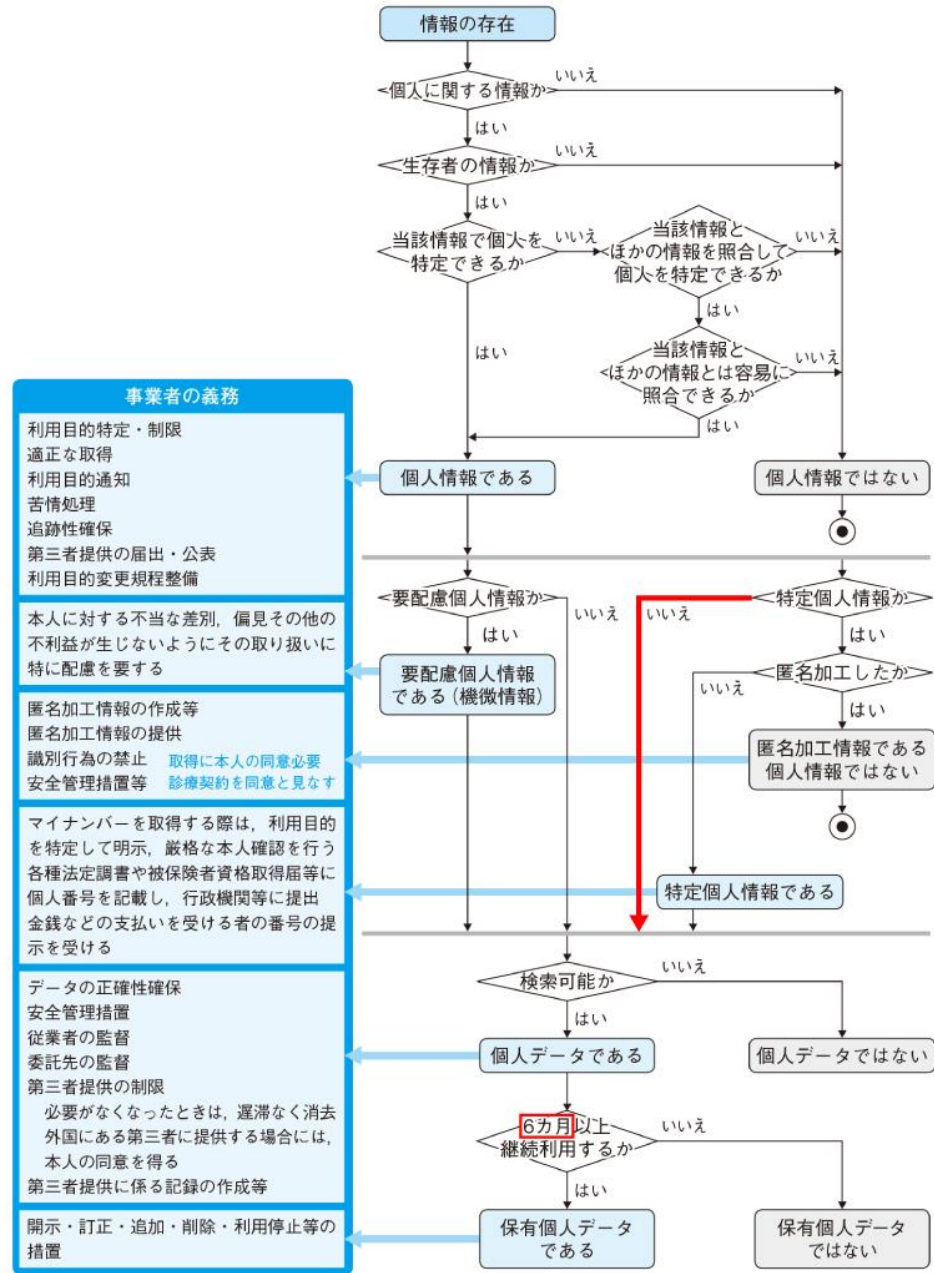 情報の存在
個人に関する情報か
いいえ
はい
生存者の情報か
いいえ
はい
当該情報で個人を
特定できるか
いいえ
当該情報と
ほかの情報を照合して
個人を特定できるか
いいえ
はい
はい
当該情報と
ほかの情報とは容易に
照合できるか
いいえ
はい
個人情報である
個人情報ではない
事業者の義務
利用目的特定・制限
適正な取得
利用目的通知
苦情処理
追跡性確保
第三者提供の届出・公表
利用目的変更規程整備
本人に対する不当な差別,偏見その他の
不利益が生じないようにその取り扱いに
特に配慮を要する
匿名加工情報の作成等
匿名加工情報の提供
識別行為の禁止 取得に本人の同意必要
安全管理措置等 診療契約を同意と見なす
マイナンバーを取得する際は,利用目的
を特定して明示,厳格な本人確認を行う
各種法定調書や被保険者資格取得届等に
個人番号を記載し,行政機関等に提出
金銭などの支払いを受ける者の番号の提
示を受ける
データの正確性確保
安全管理措置
従業者の監督
委託先の監督
第三者提供の制限
必要がなくなったときは,遅滞なく消去
外国にある第三者に提供する場合には,
本人の同意を得る
第三者提供に係る記録の作成等
開示・訂正・追加・削除・利用停止等の
措置
要配慮個人情報か
いいえ
はい
要配慮個人情報
である(機微情報)
特定個人情報か
いいえ
はい
匿名加工したか
いいえ
はい
匿名加工情報である
個人情報ではない
特定個人情報である
検索可能か
いいえ
はい
個人データである
個人データではない
6カ月以上
継続利用するか
いいえ
はい
保有個人データ
である
保有個人データ
ではない